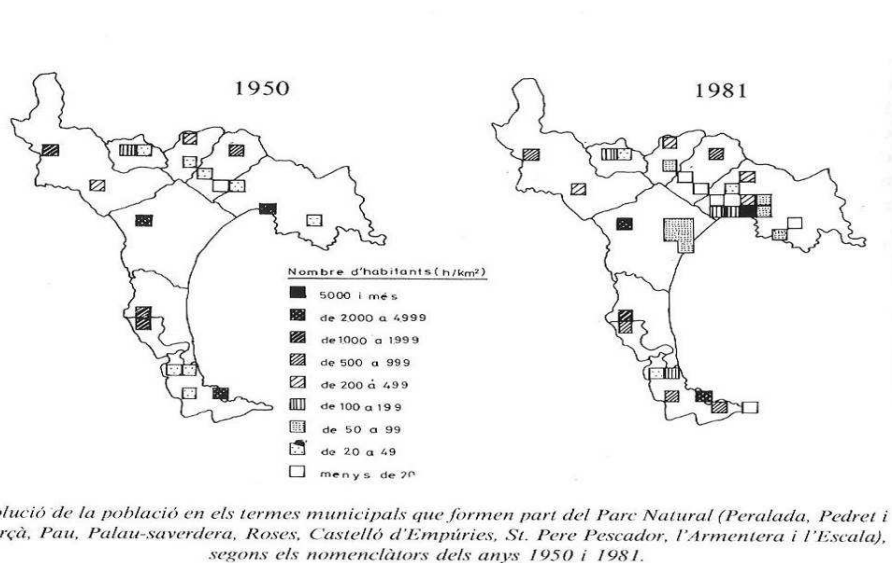 1950
1981
Nombre d'habitants (h/km²)
5000 i més
de 2000 a 4999
de 1000 a 1999
de 500 a 999
de 200 a 499
de 100 a 199
de 50 a 99
de 20 a 49
menys de 20
lució de la població en els termes municipals que formen part del Parc Natural (Peralada, Pedret i
rçà, Pau, Palau-saverdera, Roses, Castelló d'Empúries, St. Pere Pescador, l'Armentera i l'Escala),
segons els nomenclàtors dels anys 1950 i 1981.